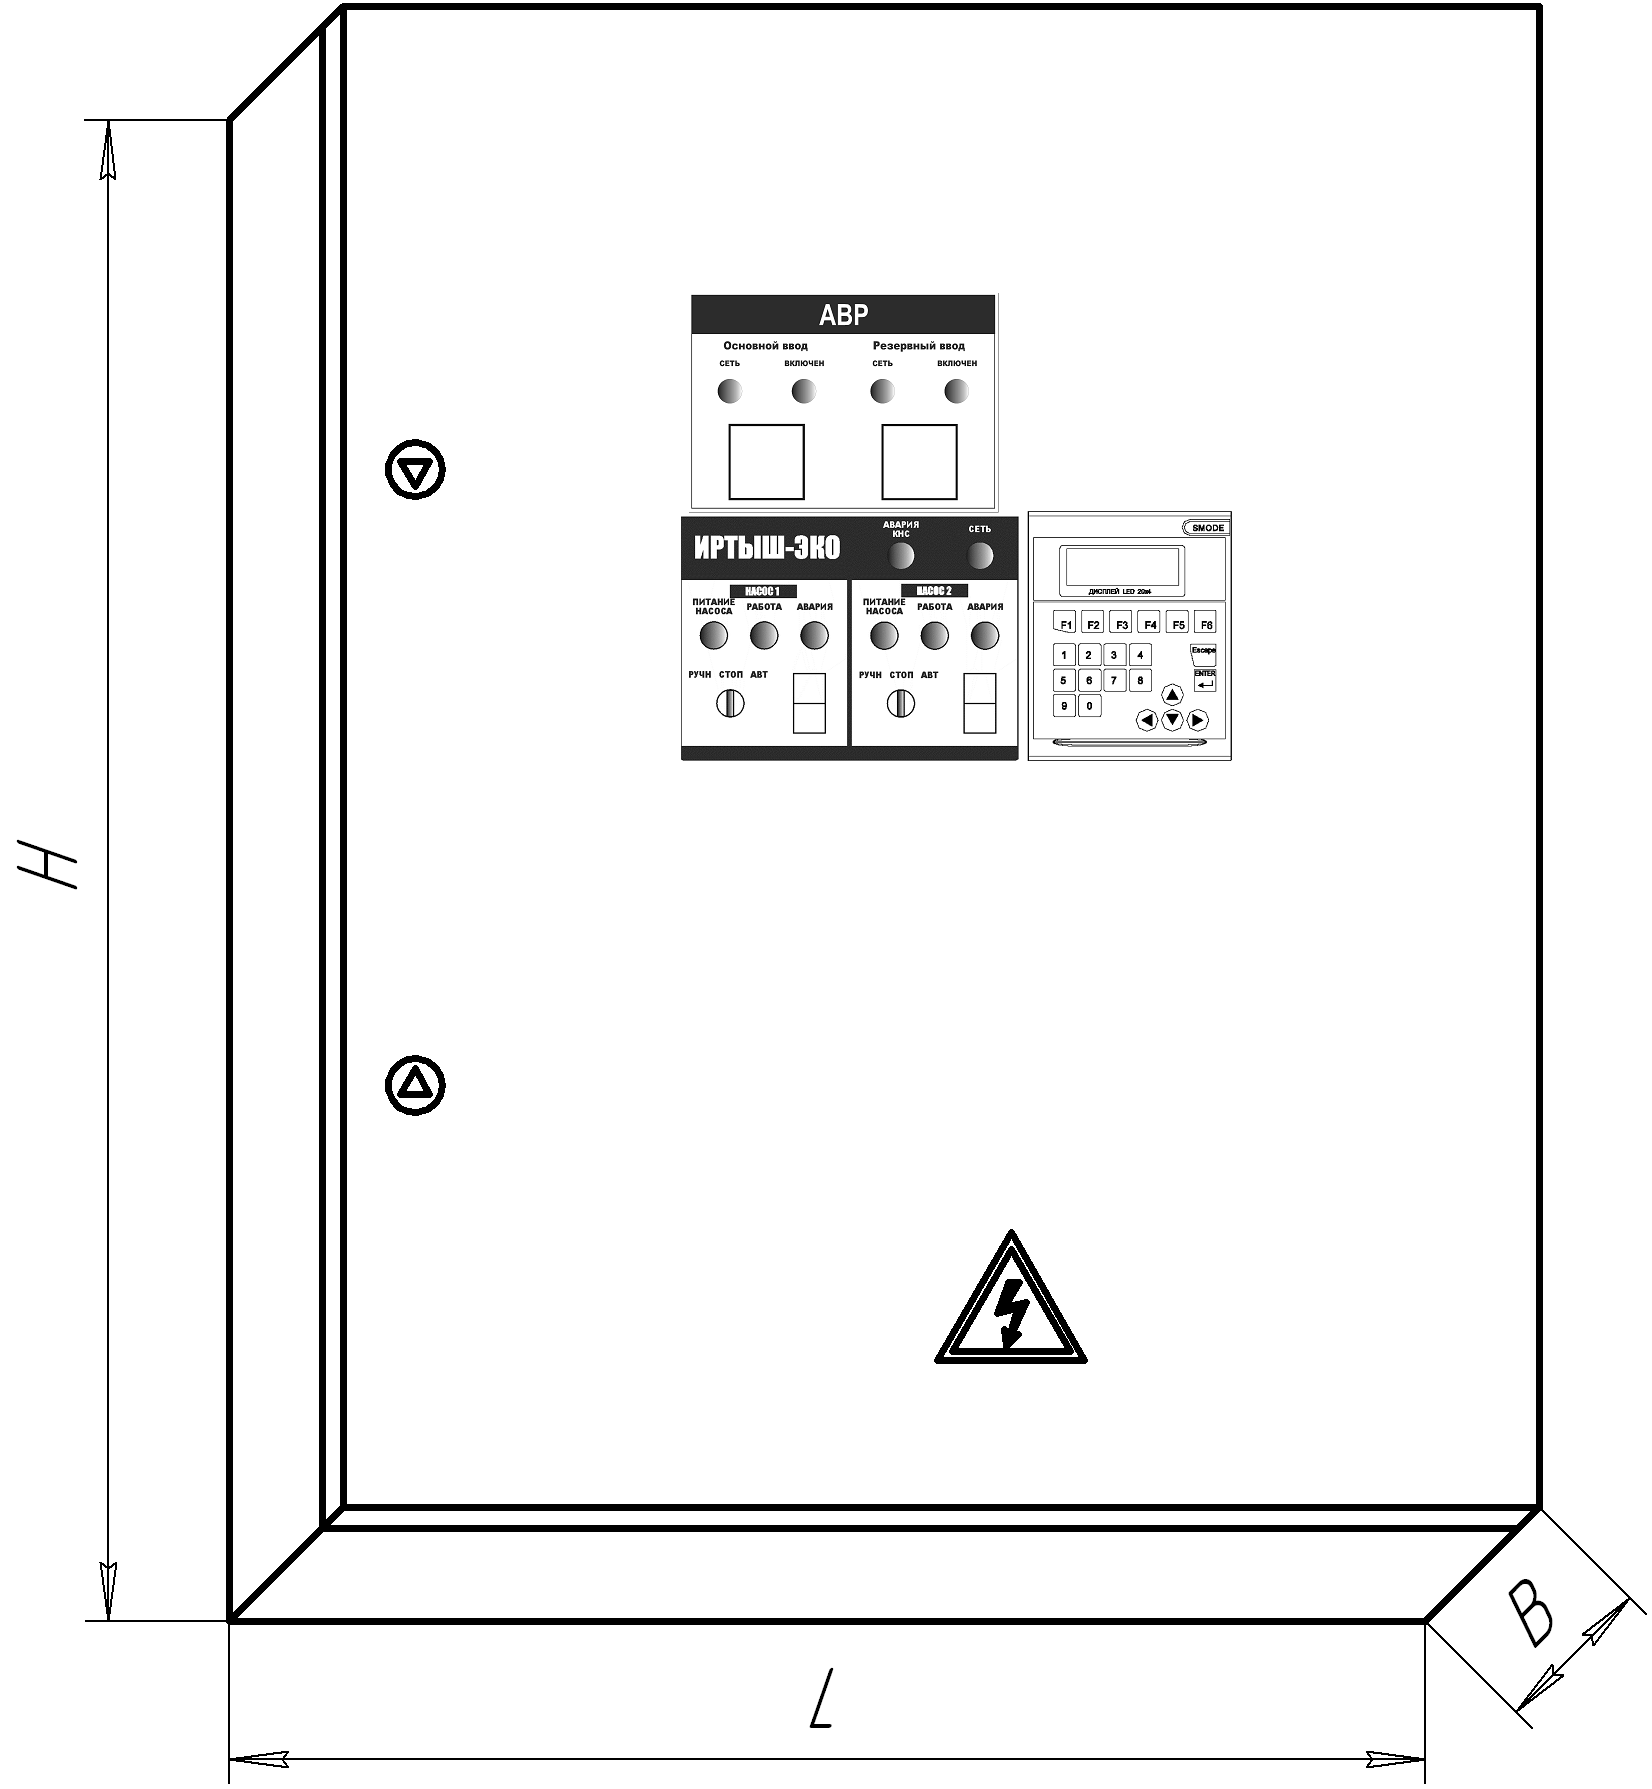 АВР
Основной ввод Резервный ввод
СЕТЬ ВКЛЮЧЕН СЕТЬ ВКЛЮЧЕН
ИРТЫШ-ЭКО
АВАРИЯ
КНС
СЕТЬ
НАСОС 1
ПИТАНИЕ
НАСОСА
РАБОТА АВАРИЯ
РУЧН СТОП АВТ
НАСОС 2
ПИТАНИЕ
НАСОСА
РАБОТА АВАРИЯ
РУЧН СТОП АВТ
SMODE
ДИСПЛЕЙ LED 20x4
F1 F2 F3 F4 F5 F6
1 2 3 4
Escape
5 6 7 8
ENTER
9 0
H
B
L